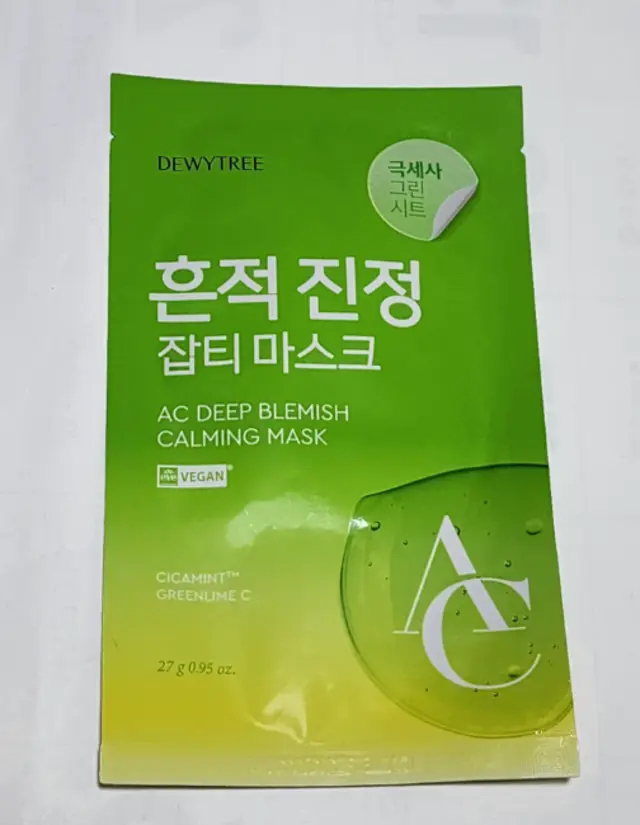 DEWYTREE
극세사
그린
시트
흔적 진정
잡티 마스크
AC DEEP BLEMISH
CALMING MASK
VEGAN
CICAMINT™
GREENLIME C
27 g 0.95 oz.
AC